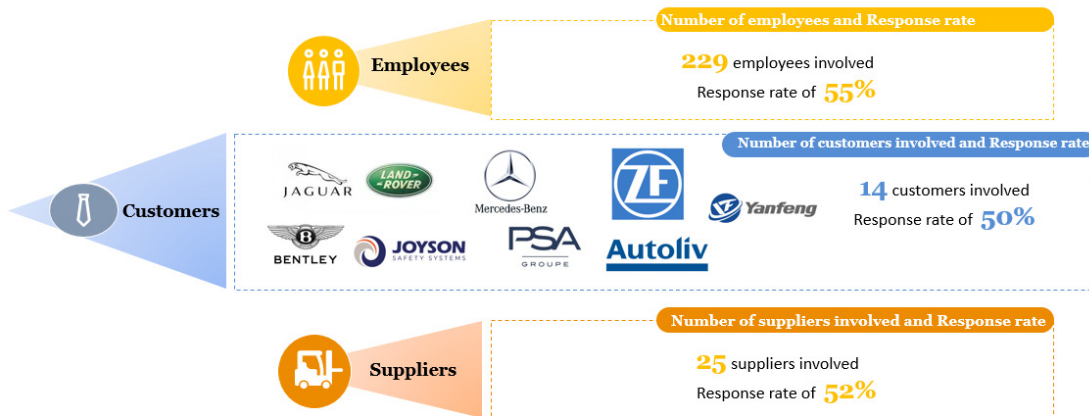 Number of employees and Response rate
Employees
229 employees involved
Response rate of 55%
Number of customers involved and Response rate
Customers
JAGUAR
LAND-
ROVER
Mercedes-Benz
ZF
Yanfeng
14 customers involved
Response rate of 50%
B
BENTLEY
JOYSON
SAFETY SYSTEMS
PSA
GROUPE
Autoliv
Number of suppliers involved and Response rate
Suppliers
25 suppliers involved
Response rate of 52%